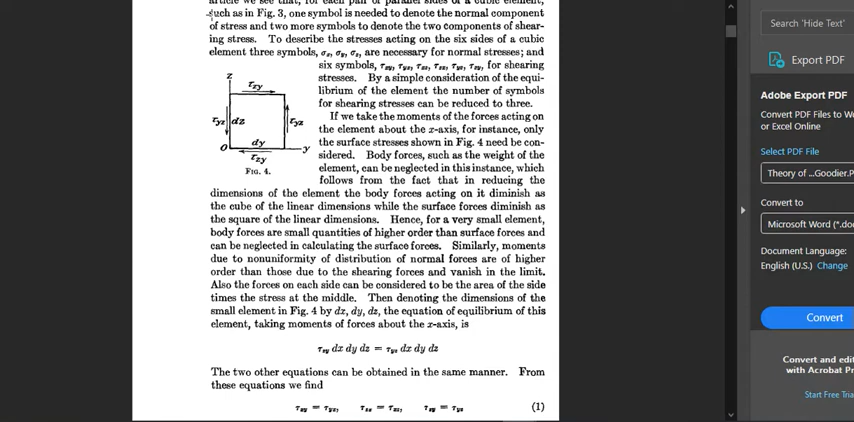 article we see that, for each pair of parallel sides of a cubic element,
such as in Fig. 3, one symbol is needed to denote the normal component
of stress and two more symbols to denote the two components of shear-
ing stress. To describe the stresses acting on the six sides of a cubic
element three symbols, σx, σy, σz, are necessary for normal stresses; and
six symbols, τxy, τyx, τxz, τzx, τyz, τzy, for shearing
stresses. By a simple consideration of the equi-
librium of the element the number of symbols
for shearing stresses can be reduced to three.
If we take the moments of the forces acting on
the element about the x-axis, for instance, only
the surface stresses shown in Fig. 4 need be con-
sidered. Body forces, such as the weight of the
element, can be neglected in this instance, which
follows from the fact that in reducing the
z
τzy
τyz
dz
τyz
dy
O
y
τzy
FIG. 4.
dimensions of the element the body forces acting on it diminish as
the cube of the linear dimensions while the surface forces diminish as
the square of the linear dimensions. Hence, for a very small element,
body forces are small quantities of higher order than surface forces and
can be neglected in calculating the surface forces. Similarly, moments
due to nonuniformity of distribution of normal forces are of higher
order than those due to the shearing forces and vanish in the limit.
Also the forces on each side can be considered to be the area of the side
times the stress at the middle. Then denoting the dimensions of the
small element in Fig. 4 by dx, dy, dz, the equation of equilibrium of this
element, taking moments of forces about the x-axis, is
τzy dx dy dz = τyz dx dy dz
The two other equations can be obtained in the same manner. From
these equations we find
τxy = τyx, τzx = τxz, τzy = τyz (1)
Search 'Hide Text'
Export PDF
Adobe Export PDF
Convert PDF Files to Wo
or Excel Online
Select PDF File
Theory of ...Goodier.P
Convert to
Microsoft Word (*.doc
Document Language:
English (U.S.) Change
Convert
Convert and edi
with Acrobat Pr
Start Free Tria